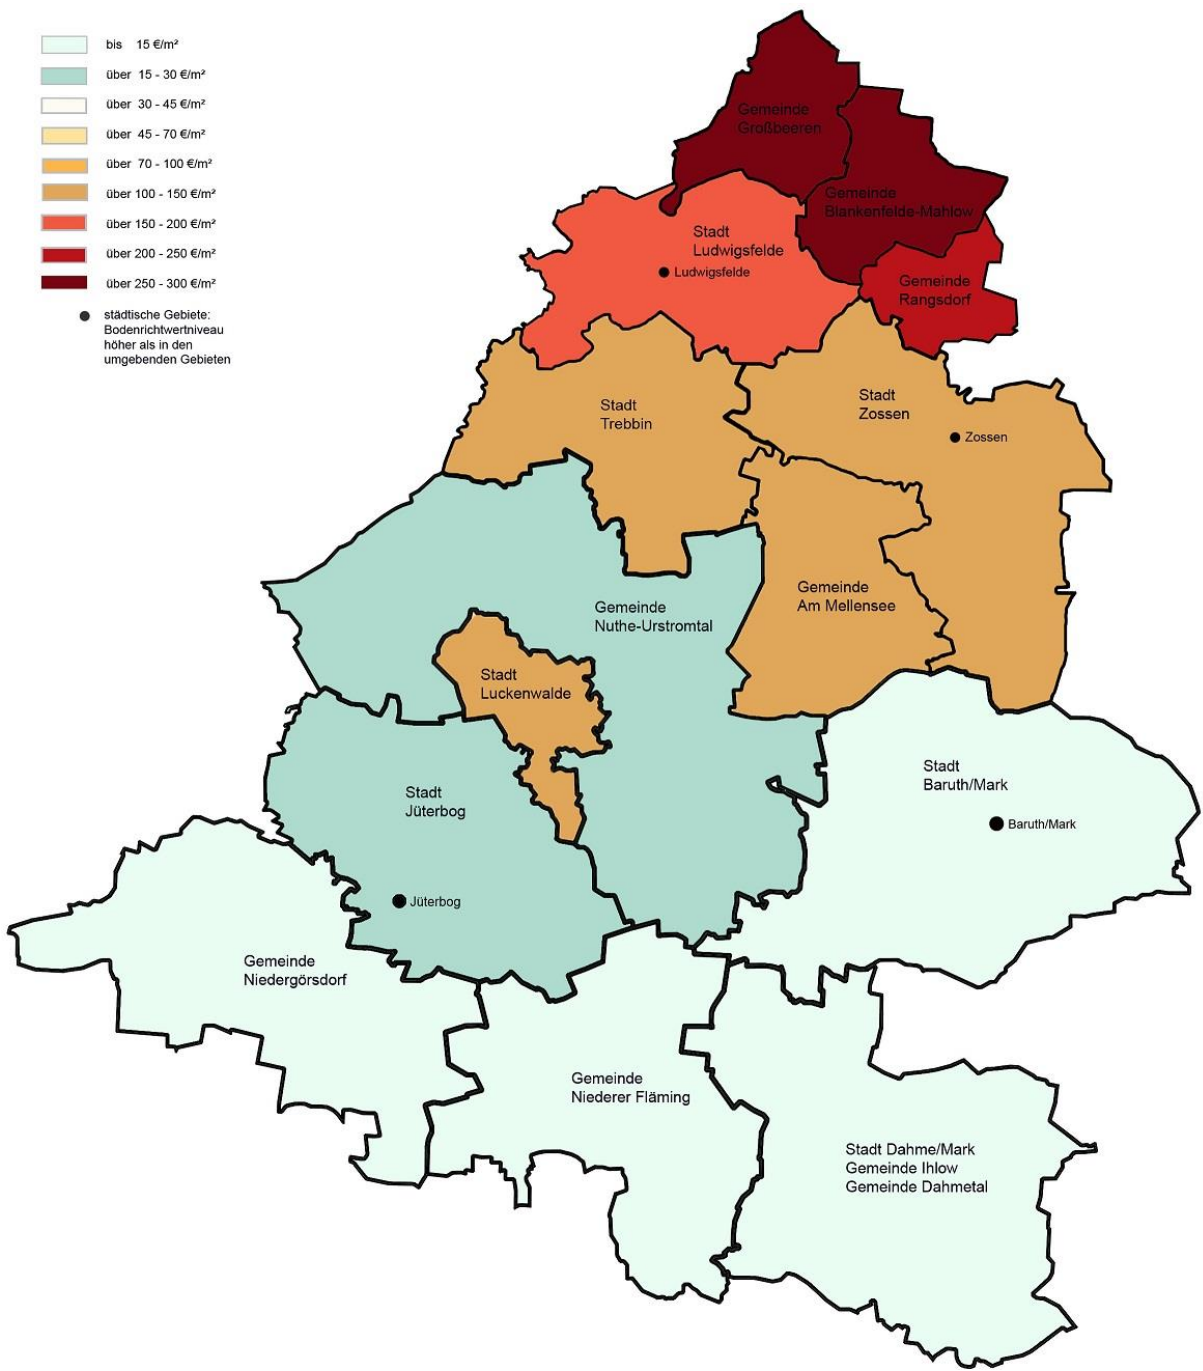 bis 15 €/m²
über 15 - 30 €/m²
über 30 - 45 €/m²
über 45 - 70 €/m²
über 70 - 100 €/m²
über 100 - 150 €/m²
über 150 - 200 €/m²
über 200 - 250 €/m²
über 250 - 300 €/m²
städtische Gebiete:
Bodenrichtwertniveau
höher als in den
umgebenden Gebieten
Gemeinde
Großbeeren
Gemeinde
Blankenfelde-Mahlow
Stadt
Ludwigsfelde
Ludwigsfelde
Gemeinde
Rangsdorf
Stadt
Trebbin
Stadt
Zossen
Zossen
Gemeinde
Am Mellensee
Gemeinde
Nuthe-Urstromtal
Stadt
Luckenwalde
Stadt
Jüterbog
Jüterbog
Stadt
Baruth/Mark
Baruth/Mark
Gemeinde
Niedergörsdorf
Gemeinde
Niederer Fläming
Stadt Dahme/Mark
Gemeinde Ihlow
Gemeinde Dahmetal